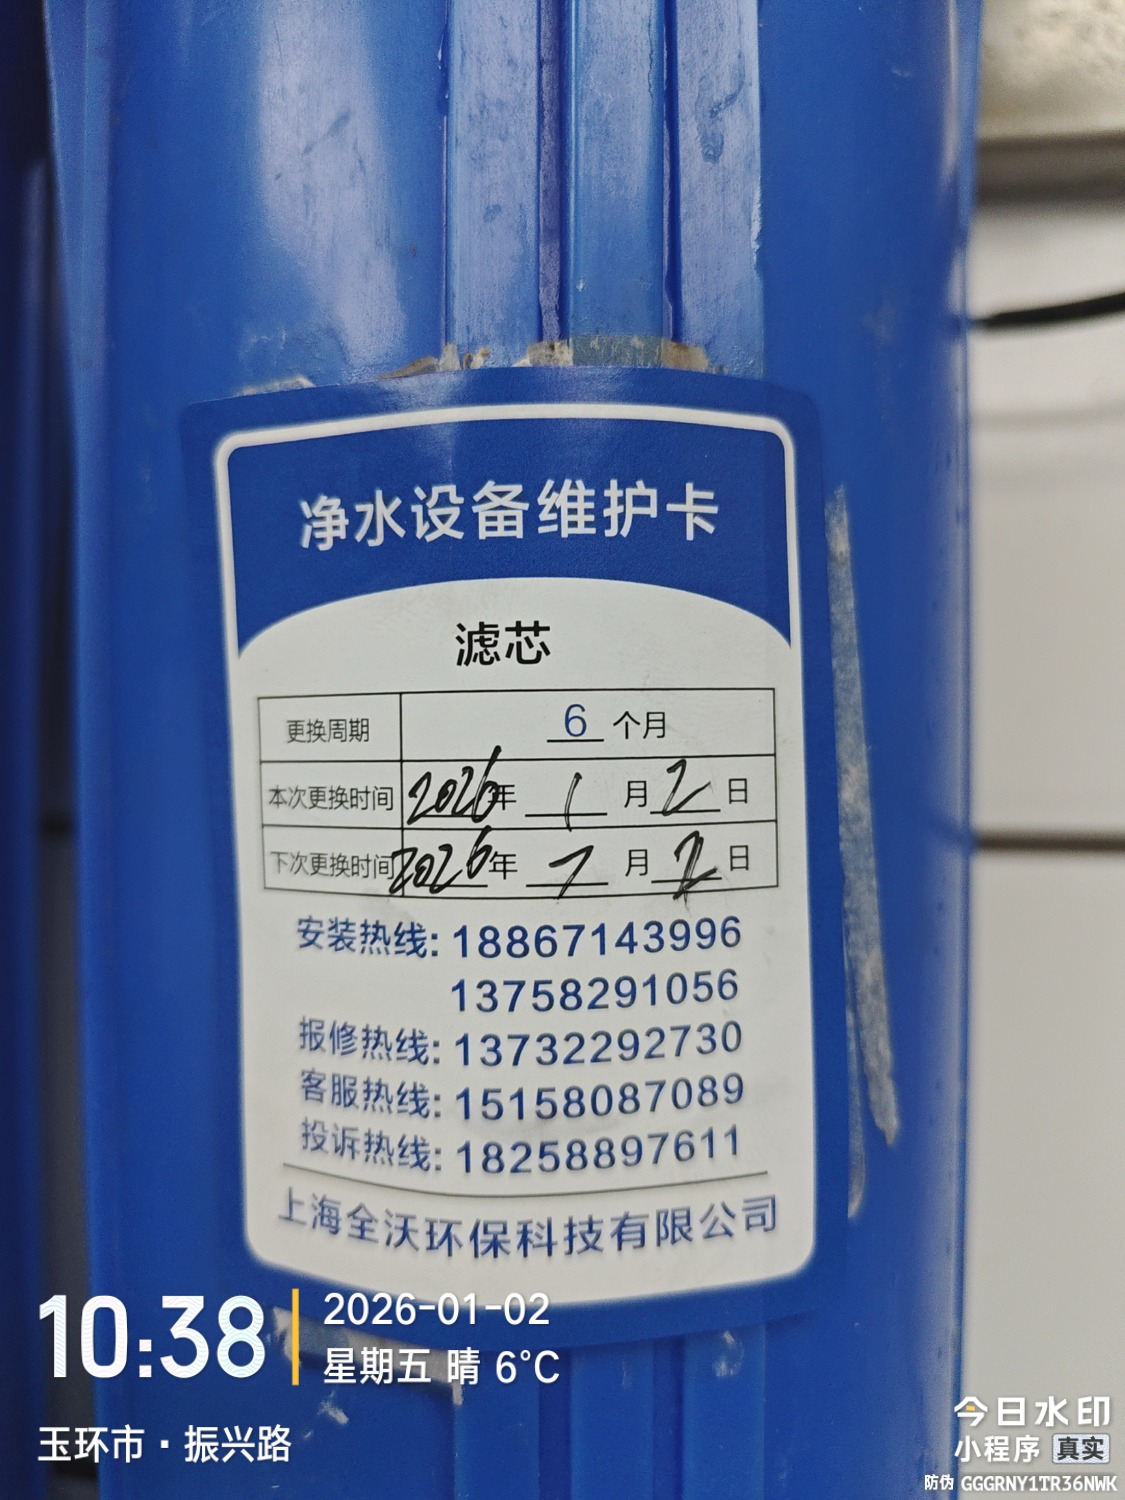 净水设备维护卡
滤芯
更换周期 6 个月
本次更换时间 2026年 1 月 2 日
下次更换时间 2026年 7 月 2 日
安装热线: 18867143996
13758291056
报修热线: 13732292730
客服热线: 15158087089
投诉热线: 18258897611
上海全沃环保科技有限公司
10:38
2026-01-02
星期五 晴 6°C
玉环市·振兴路
今日水印
小程序 真实
防伪 GGGRNY1TR36NWK